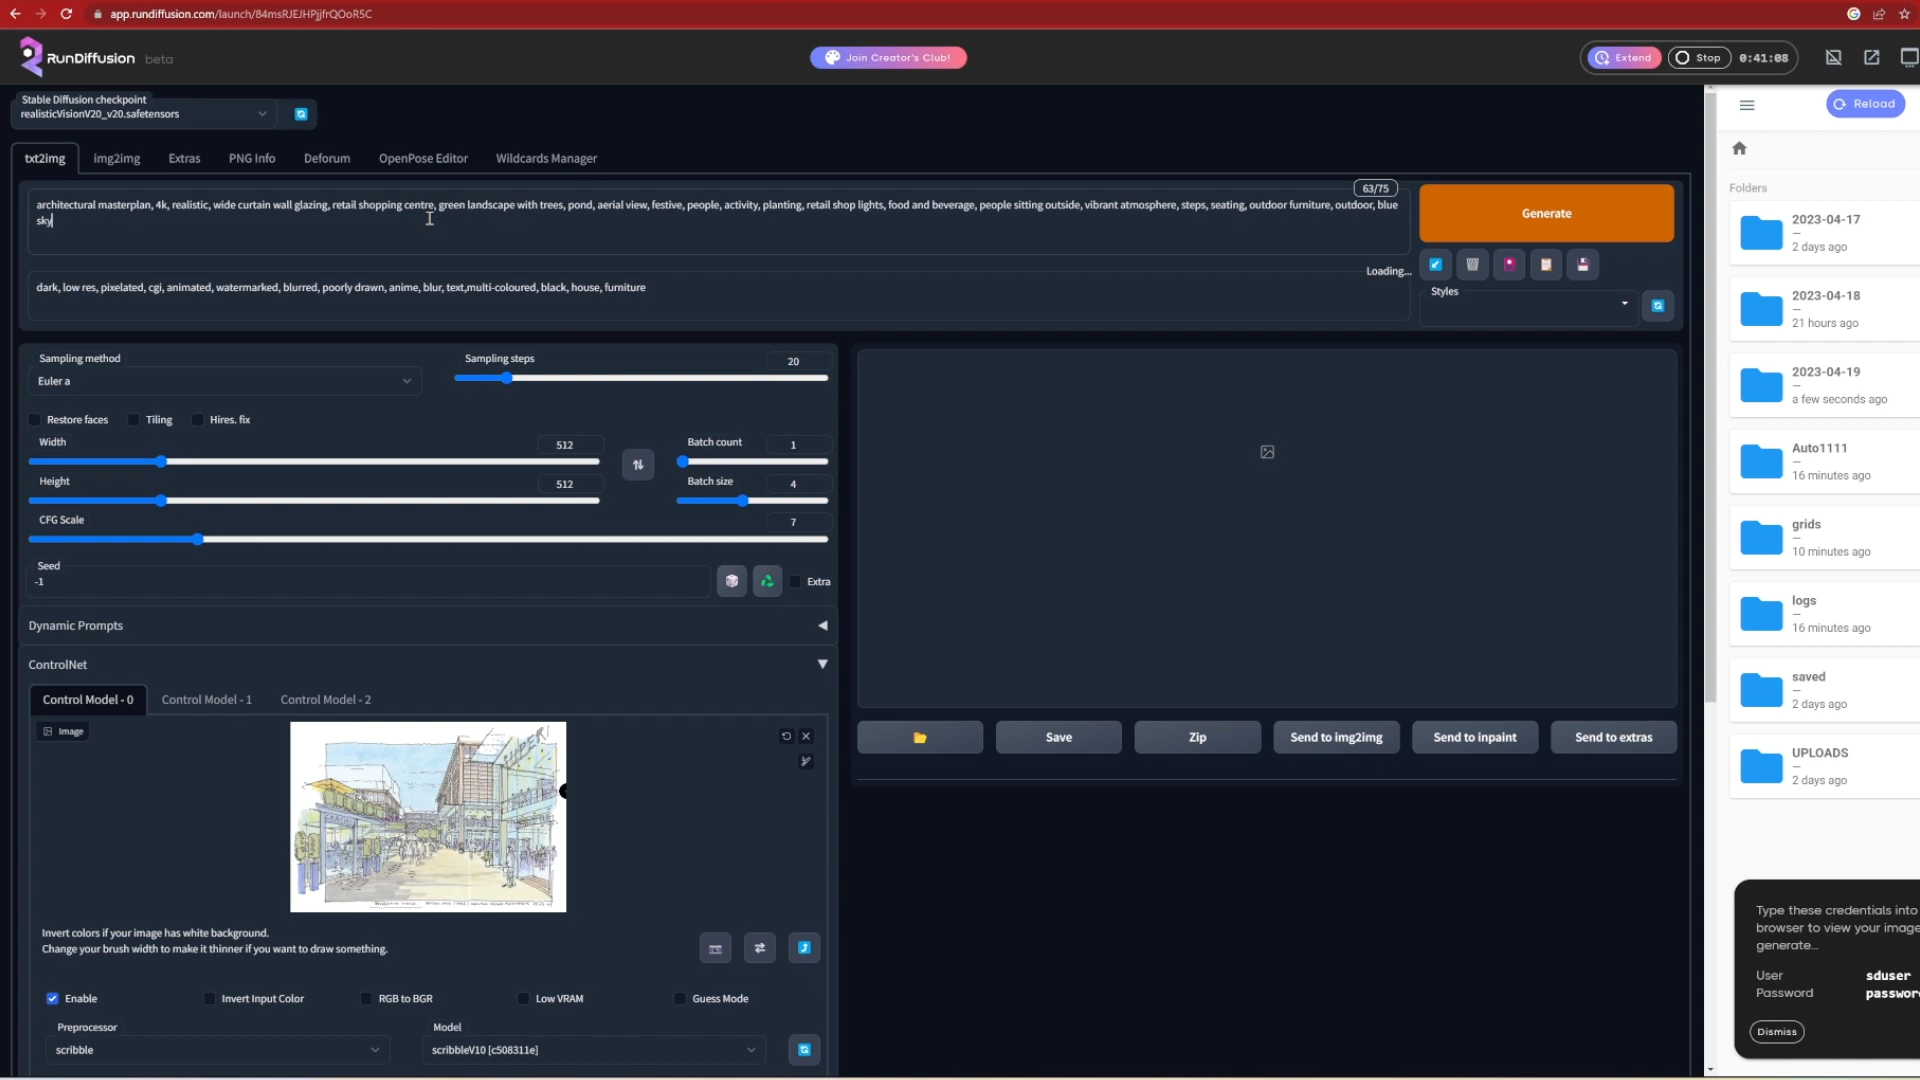 app.rundiffusion.com/launch/84msRJEJHPjjfrQOoR5C
RunDiffusion beta
Join Creator's Club!
Extend
Stop
0:41:08
Stable Diffusion checkpoint
realisticVisionV20_v20.safetensors
Reload
txt2img
img2img
Extras
PNG Info
Deforum
OpenPose Editor
Wildcards Manager
63/75
architectural masterplan, 4k, realistic, wide curtain wall glazing, retail shopping centre, green landscape with trees, pond, aerial view, festive, people, activity, planting, retail shop lights, food and beverage, people sitting outside, vibrant atmosphere, steps, seating, outdoor furniture, outdoor, blue
sky
Generate
Loading...
dark, low res, pixelated, cgi, animated, watermarked, blurred, poorly drawn, anime, blur, text,multi-coloured, black, house, furniture
Styles
Sampling method
Euler a
Sampling steps
20
Restore faces
Tiling
Hires. fix
Width
512
Batch count
1
Height
512
Batch size
4
CFG Scale
7
Seed
-1
Extra
Dynamic Prompts
ControlNet
Control Model - 0
Control Model - 1
Control Model - 2
Image
Invert colors if your image has white background.
Change your brush width to make it thinner if you want to draw something.
Enable
Invert Input Color
RGB to BGR
Low VRAM
Guess Mode
Preprocessor
scribble
Model
scribbleV10 [c508311e]
Save
Zip
Send to img2img
Send to inpaint
Send to extras
Folders
2023-04-17
—
2 days ago
2023-04-18
—
21 hours ago
2023-04-19
—
a few seconds ago
Auto1111
—
16 minutes ago
grids
—
10 minutes ago
logs
—
16 minutes ago
saved
—
2 days ago
UPLOADS
—
2 days ago
Type these credentials into
browser to view your image
generate...
User sduser
Password passwor
Dismiss